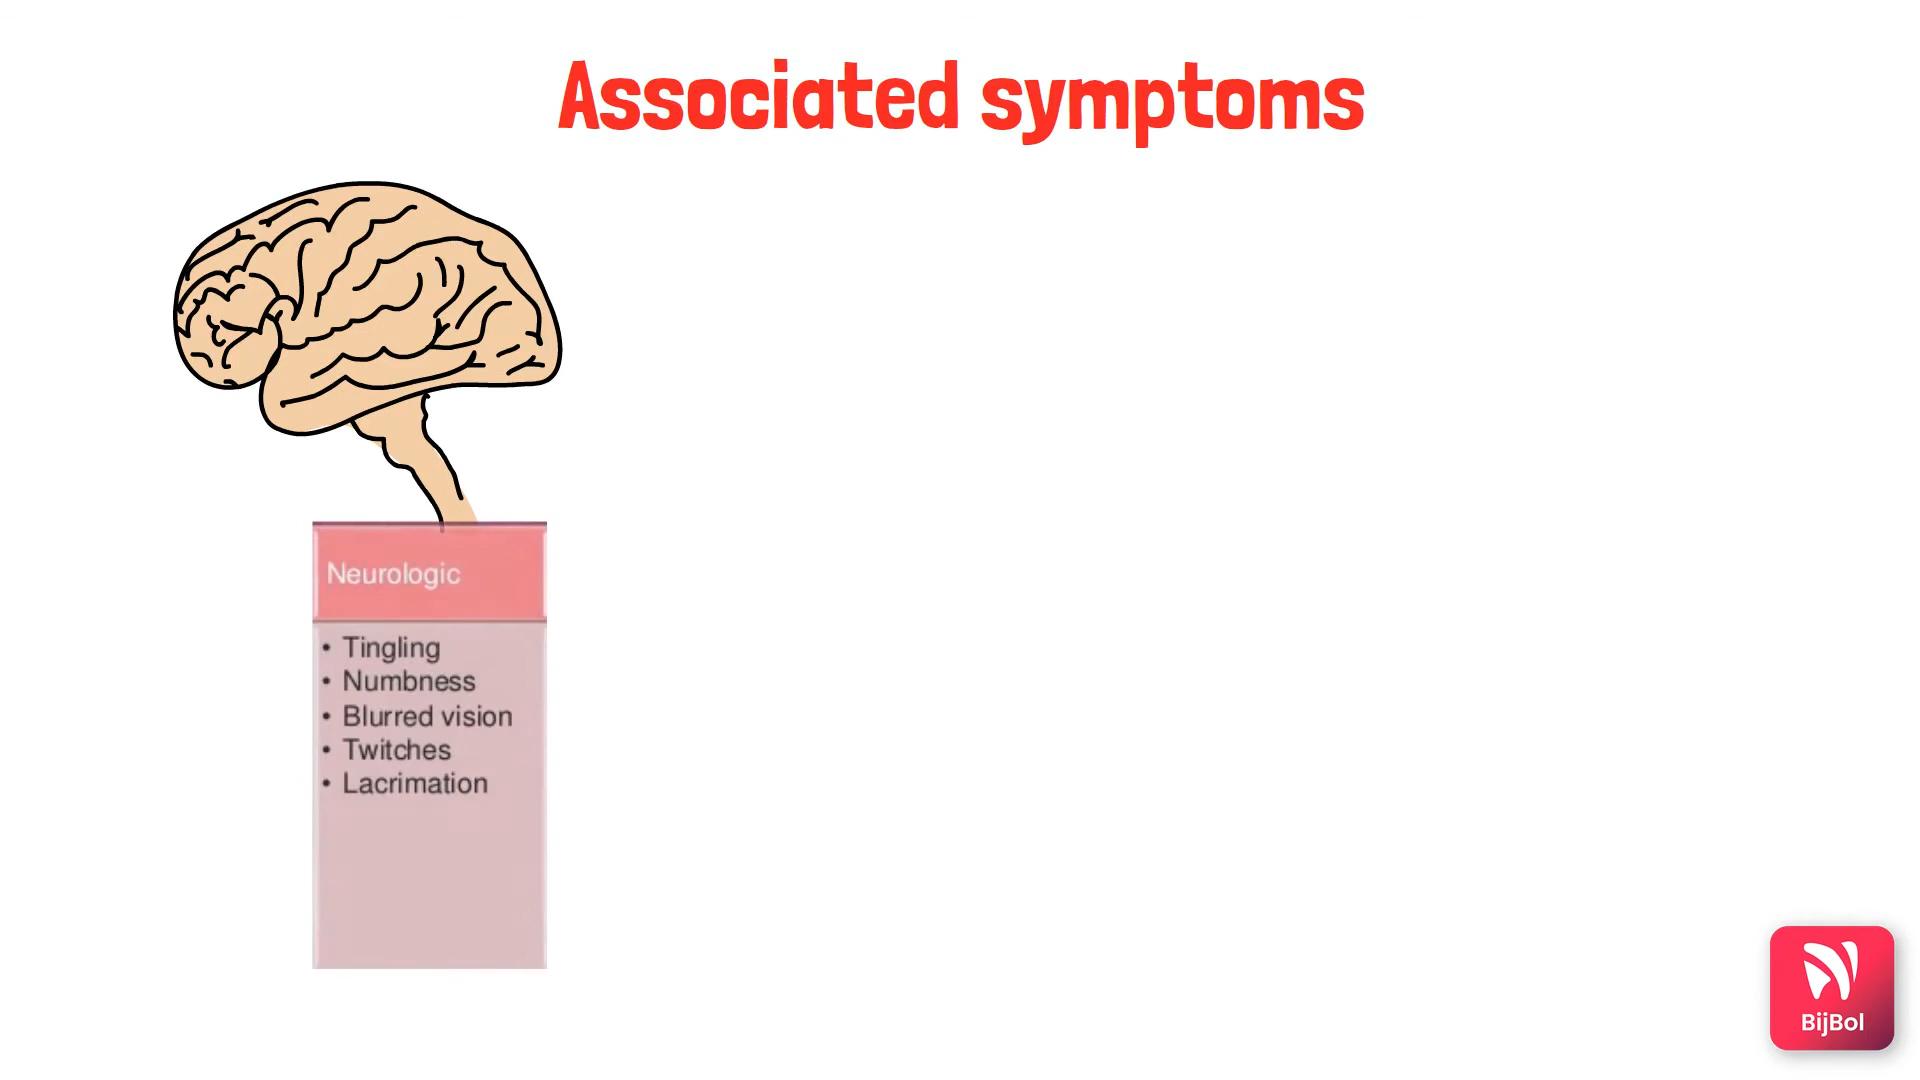 Associated symptoms
Neurologic
• Tingling
• Numbness
• Blurred vision
• Twitches
• Lacrimation
BijBol